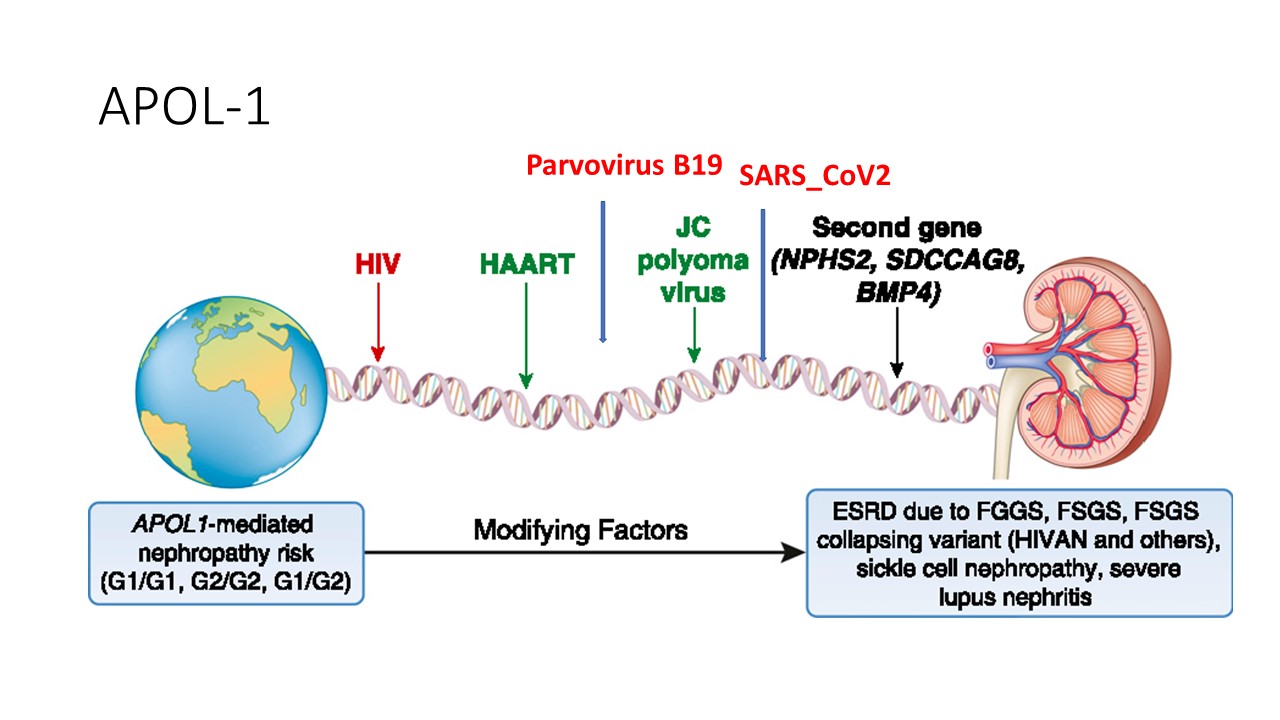 APOL-1
Parvovirus B19
SARS_CoV2
HIV
HAART
JC
polyoma
virus
Second gene
(NPHS2, SDCCAG8,
BMP4)
APOL1-mediated
nephropathy risk
(G1/G1, G2/G2, G1/G2)
Modifying Factors
ESRD due to FGGS, FSGS, FSGS
collapsing variant (HIVAN and others),
sickle cell nephropathy, severe
lupus nephritis